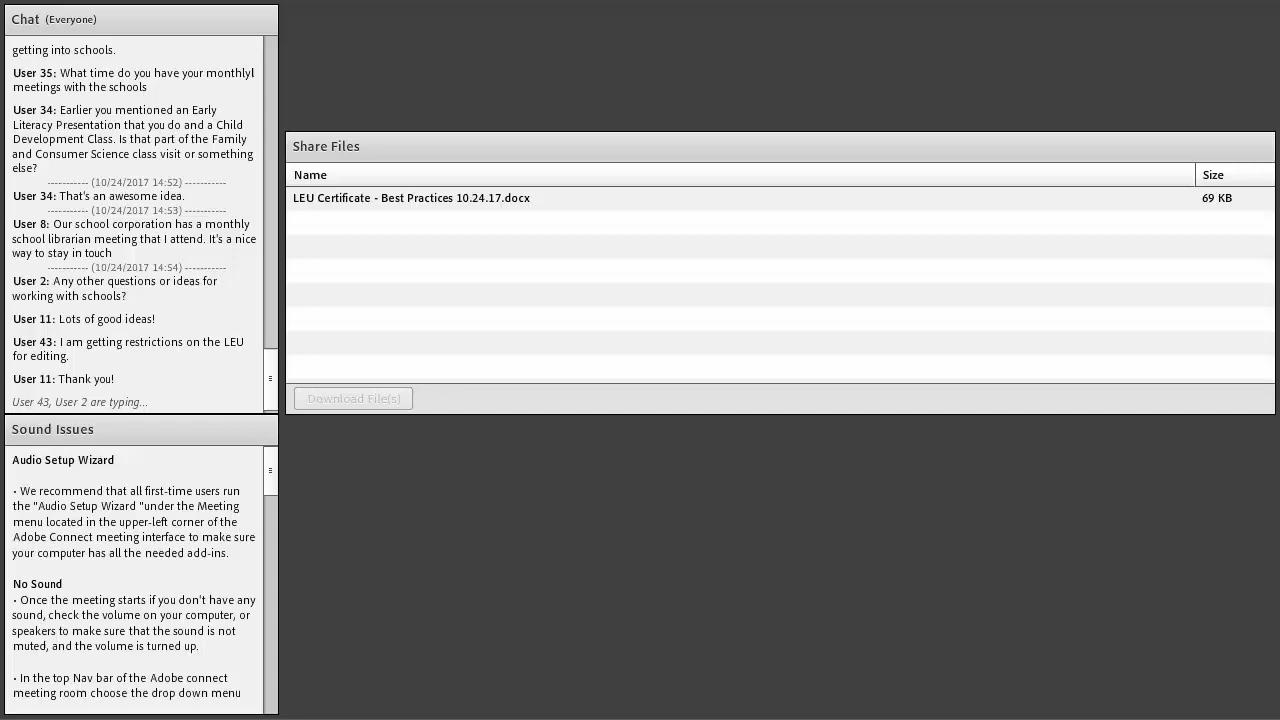 Chat (Everyone)
getting into schools.
User 35: What time do you have your monthlyl
meetings with the schools
User 34: Earlier you mentioned an Early
Literacy Presentation that you do and a Child
Development Class. Is that part of the Family
and Consumer Science class visit or something
else?
----------- (10/24/2017 14:52) -----------
User 34: That's an awesome idea.
----------- (10/24/2017 14:53) -----------
User 8: Our school corporation has a monthly
school librarian meeting that I attend. It's a nice
way to stay in touch
----------- (10/24/2017 14:54) -----------
User 2: Any other questions or ideas for
working with schools?
User 11: Lots of good ideas!
User 43: I am getting restrictions on the LEU
for editing.
User 11: Thank you!
User 43, User 2 are typing...
Sound Issues
Audio Setup Wizard
• We recommend that all first-time users run
the "Audio Setup Wizard "under the Meeting
menu located in the upper-left corner of the
Adobe Connect meeting interface to make sure
your computer has all the needed add-ins.
No Sound
• Once the meeting starts if you don't have any
sound, check the volume on your computer, or
speakers to make sure that the sound is not
muted, and the volume is turned up.
• In the top Nav bar of the Adobe connect
meeting room choose the drop down menu
Share Files
Name Size
LEU Certificate - Best Practices 10.24.17.docx 69 KB
Download File(s)